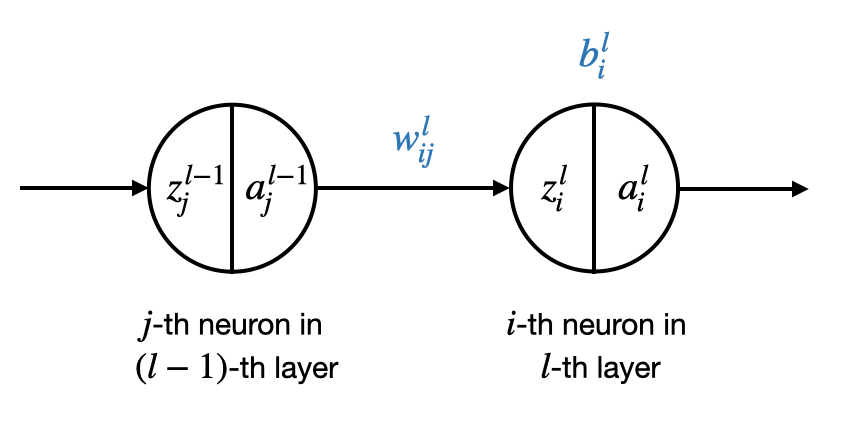 b_i^l
w_{ij}^l
z_j^{l−1} a_j^{l−1} z_i^l a_i^l
j-th neuron in
(l − 1)-th layer
i-th neuron in
l-th layer